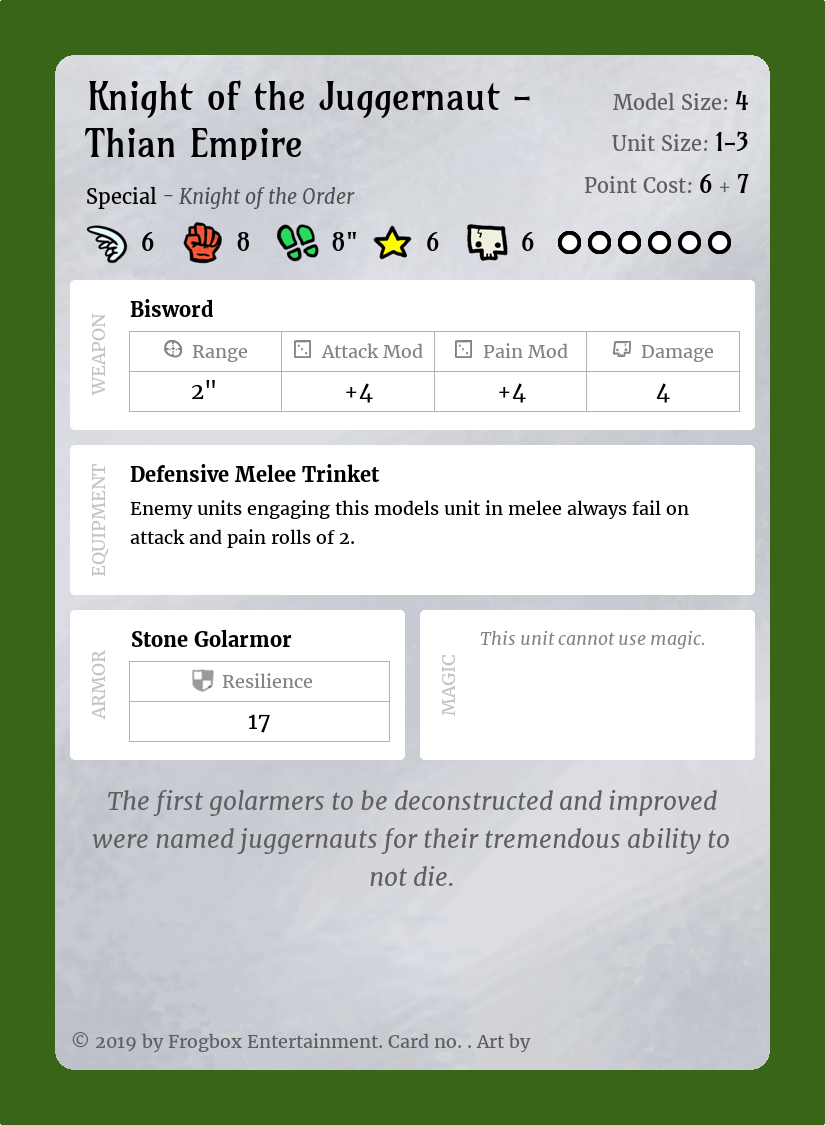 Knight of the Juggernaut –
Thian Empire
Model Size: 4
Unit Size: 1–3
Point Cost: 6 + 7
Special – Knight of the Order
6 8 8" 6 6
WEAPON
Bisword
Range Attack Mod Pain Mod Damage
2" +4 +4 4
EQUIPMENT
Defensive Melee Trinket
Enemy units engaging this models unit in melee always fail on
attack and pain rolls of 2.
ARMOR
Stone Golarmor
Resilience
17
MAGIC
This unit cannot use magic.
The first golarmers to be deconstructed and improved
were named juggernauts for their tremendous ability to
not die.
© 2019 by Frogbox Entertainment. Card no. . Art by